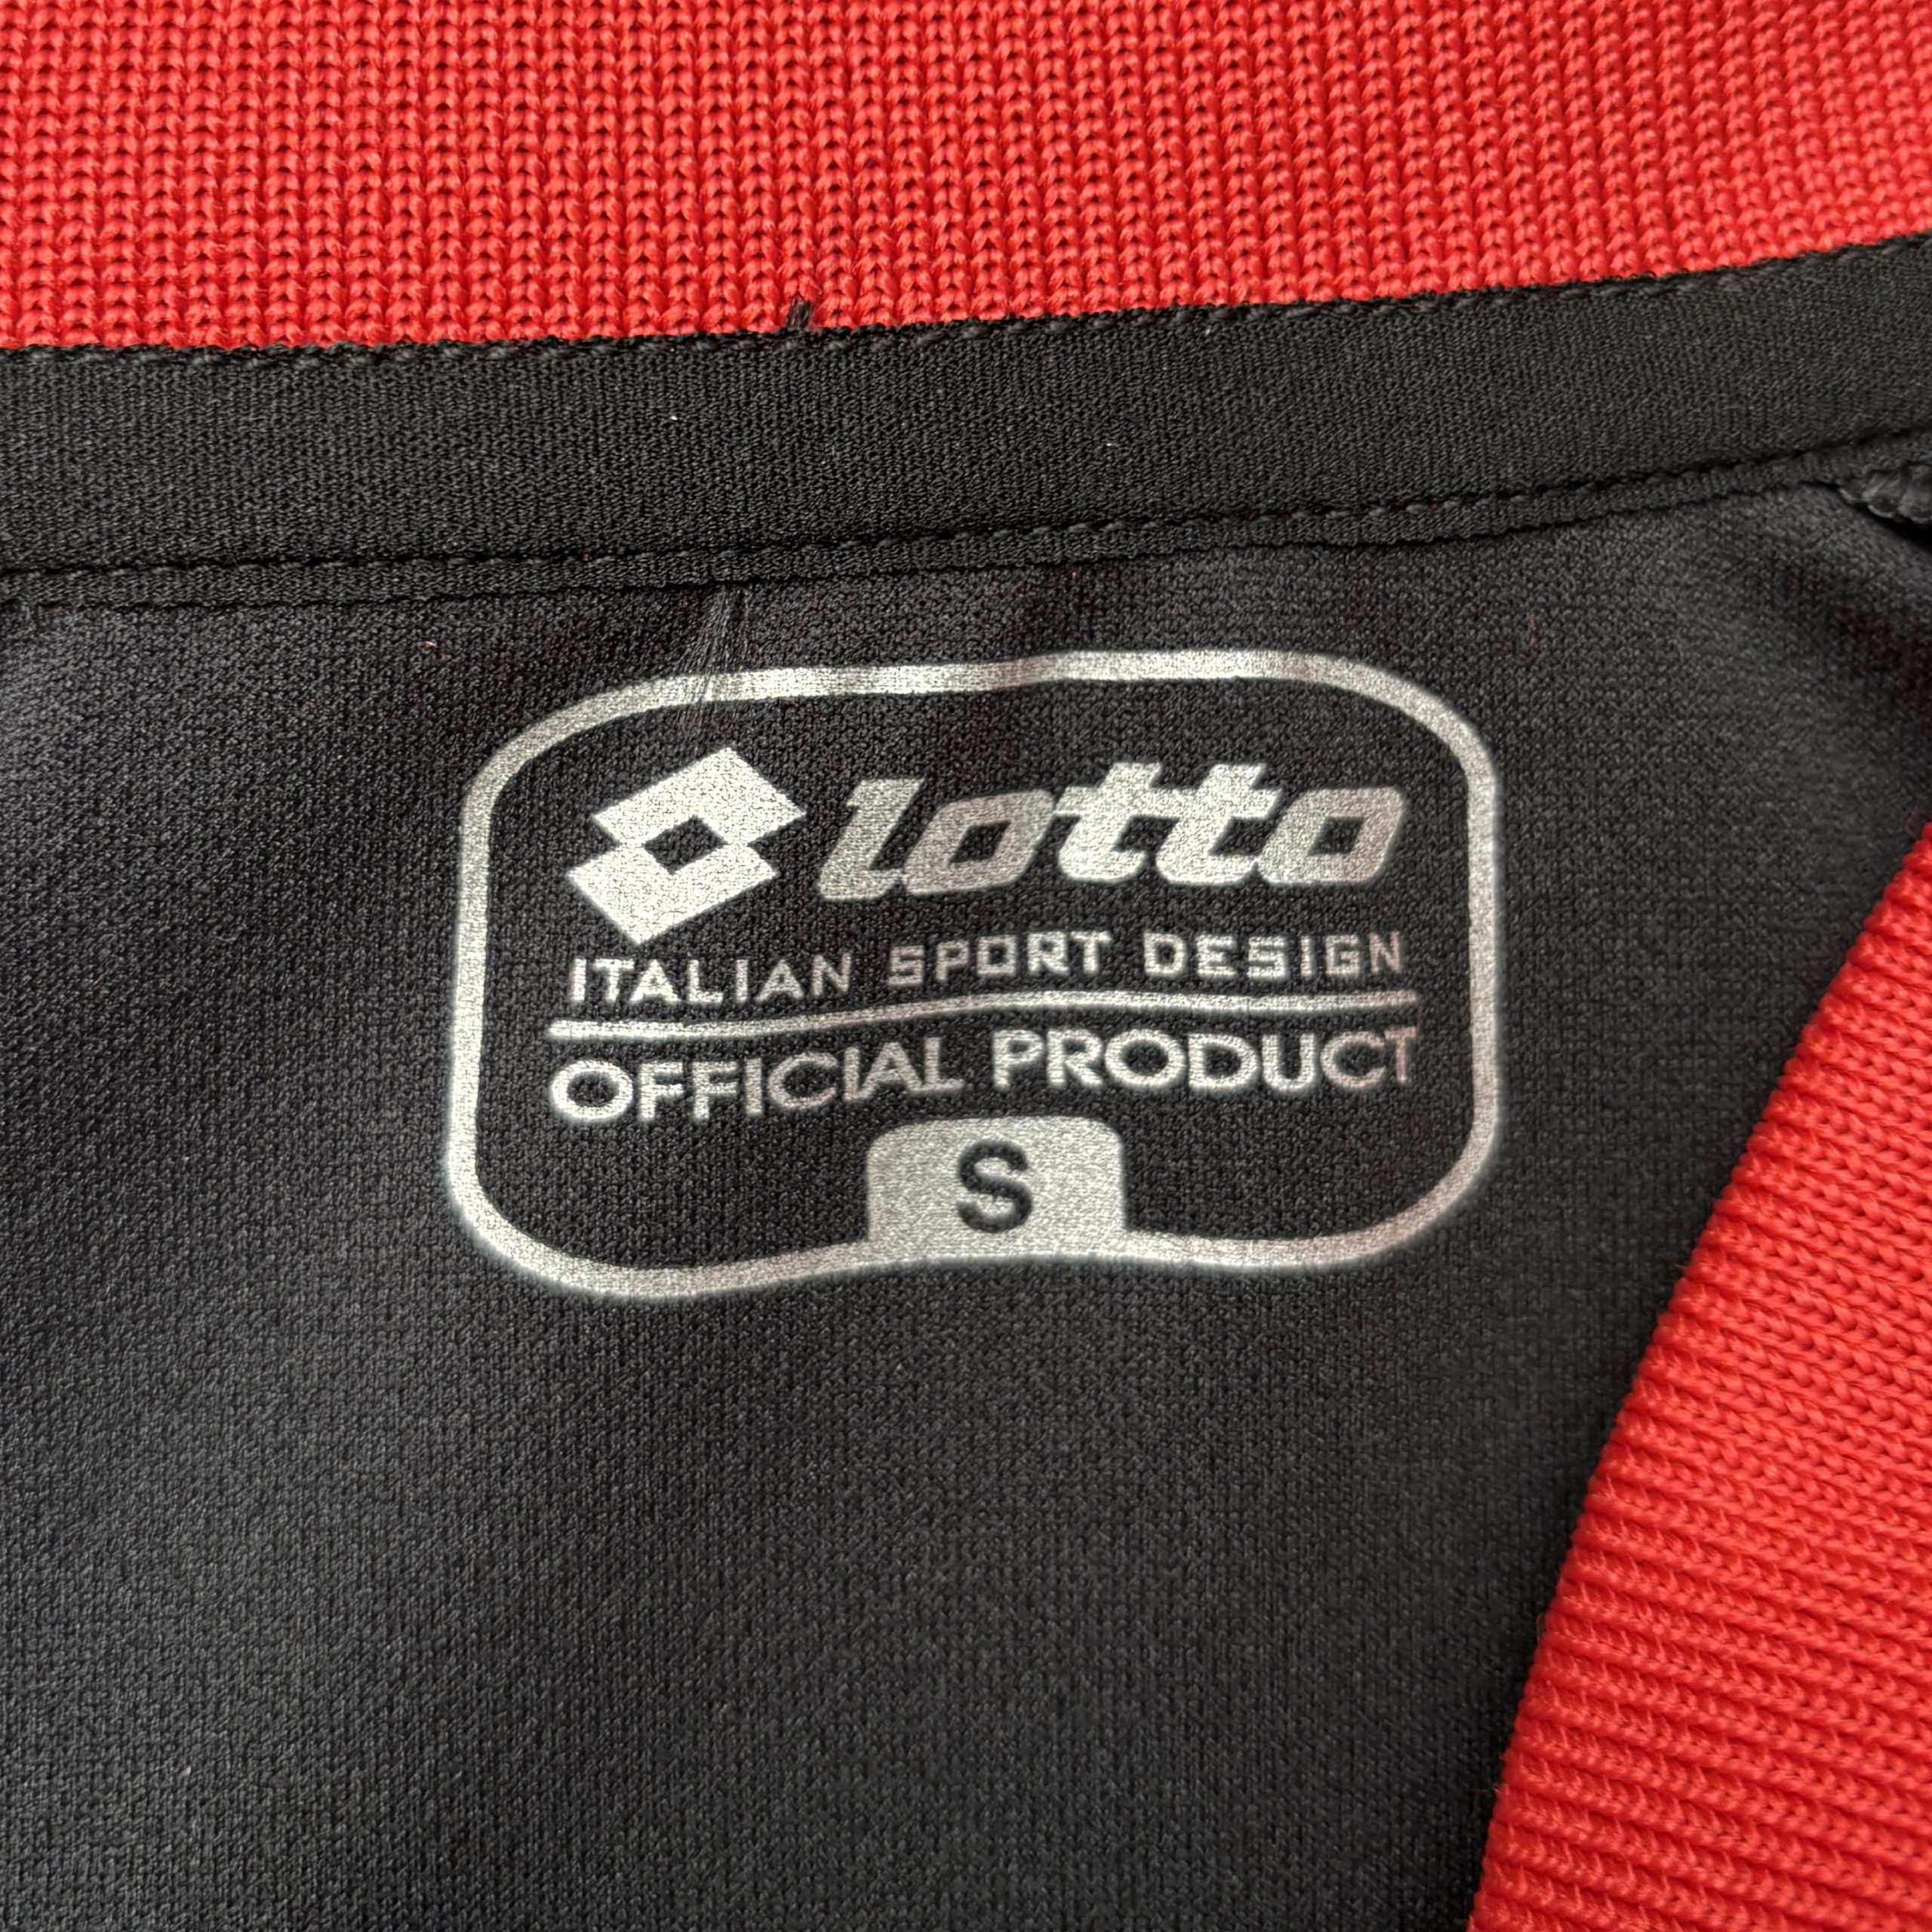 lotto
ITALIAN SPORT DESIGN
OFFICIAL PRODUCT
S